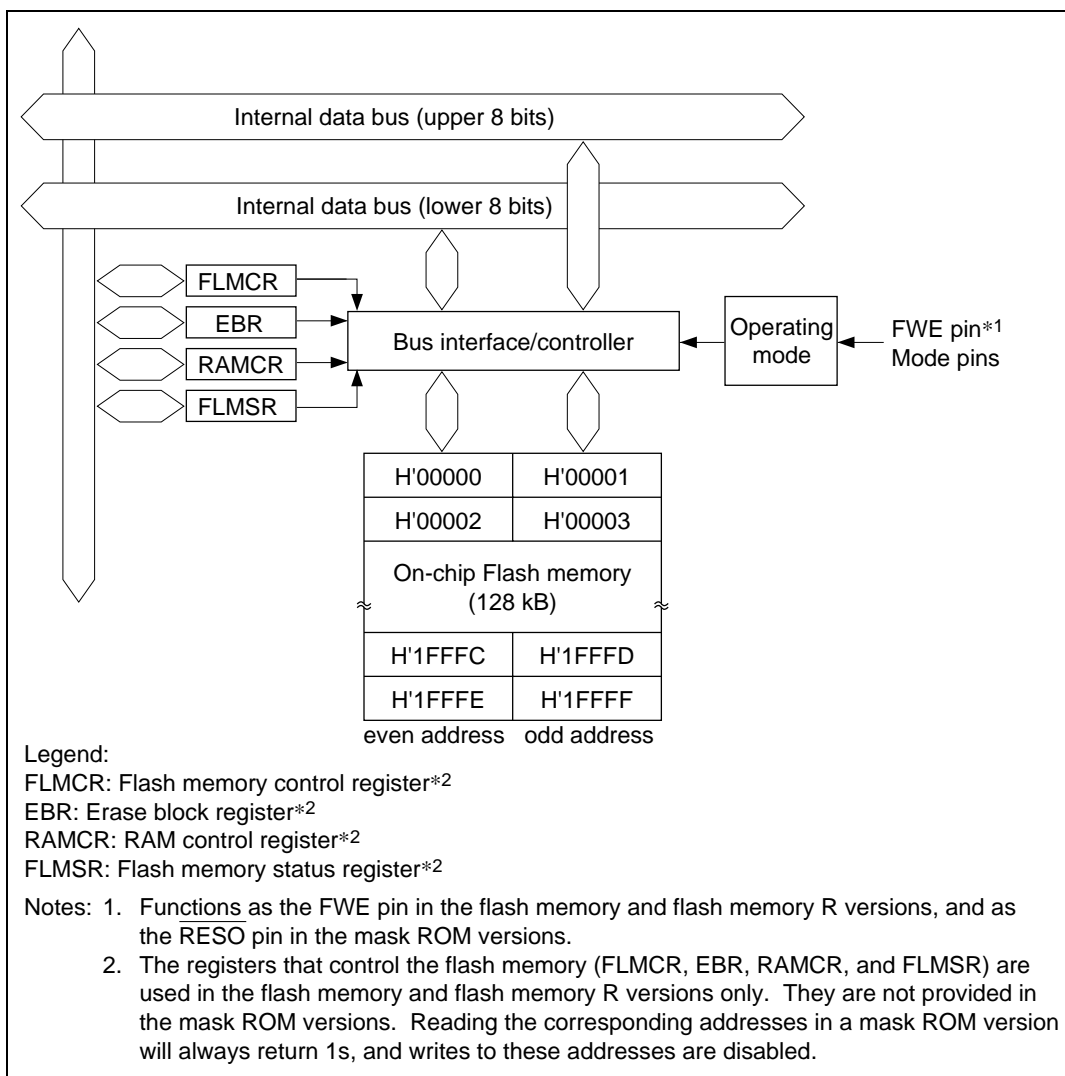 Internal data bus (upper 8 bits)
Internal data bus (lower 8 bits)
FLMCR
EBR
RAMCR
FLMSR
Bus interface/controller
Operating
mode
FWE pin*1
Mode pins
H'00000 H'00001
H'00002 H'00003
On-chip Flash memory
(128 kB)
H'1FFFC H'1FFFD
H'1FFFE H'1FFFF
even address odd address
Legend:
FLMCR: Flash memory control register*2
EBR: Erase block register*2
RAMCR: RAM control register*2
FLMSR: Flash memory status register*2
Notes: 1. Functions as the FWE pin in the flash memory and flash memory R versions, and as
the RESO pin in the mask ROM versions.
2. The registers that control the flash memory (FLMCR, EBR, RAMCR, and FLMSR) are
used in the flash memory and flash memory R versions only. They are not provided in
the mask ROM versions. Reading the corresponding addresses in a mask ROM version
will always return 1s, and writes to these addresses are disabled.